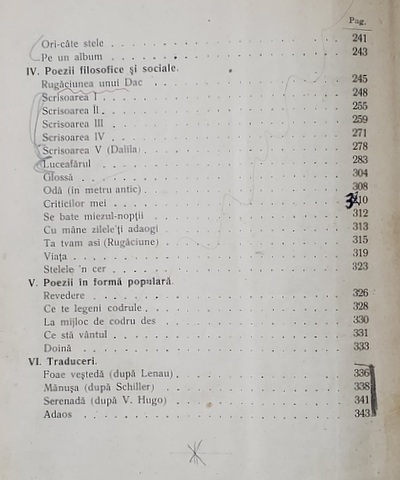 Pag.
Ori-câte stele 241
Pe un album 243
IV. Poezii filosofice și sociale.
Rugăciunea unui Dac 245
Scrisoarea I 248
Scrisoarea II. 255
Scrisoarea III 259
Scrisoarea IV 271
Scrisoarea V (Dalila) 278
Luceafărul 283
Glossă 304
Odă (în metru antic) 308
Criticilor mei 310
Se bate miezul-nopții 312
Cu mâne zilele'ți adaogi 313
Ta tvam asi (Rugăciune) 315
Viața 319
Stelele 'n cer 323
V. Poezii în formă populară.
Revedere 326
Ce te legeni codrule 328
La mijloc de codru des 330
Ce stă vântul 331
Doină 333
VI. Traduceri.
Foae veștedă (după Lenau) 336
Mănușa (după Schiller) 338
Serenadă (după V. Hugo) 341
Adaos 343